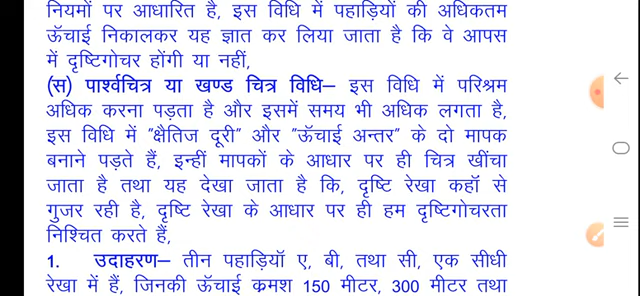 नियमों पर आधारित है, इस विधि में पहाड़ियों की अधिकतम
ऊँचाई निकालकर यह ज्ञात कर लिया जाता है कि वे आपस
में दृष्टिगोचर होंगी या नहीं,
(स) पार्श्वचित्र या खण्ड चित्र विधि– इस विधि में परिश्रम
अधिक करना पड़ता है और इसमें समय भी अधिक लगता है,
इस विधि में "क्षैतिज दूरी" और "ऊँचाई अन्तर" के दो मापक
बनाने पड़ते हैं, इन्हीं मापकों के आधार पर ही चित्र खींचा
जाता है तथा यह देखा जाता है कि, दृष्टि रेखा कहाॅ से
गुजर रही है, दृष्टि रेखा के आधार पर ही हम दृष्टिगोचरता
निश्चित करते हैं,
1. उदाहरण– तीन पहाड़ियाॅ ए, बी, तथा सी, एक सीधी
रेखा में हैं, जिनकी ऊँचाई क्रमश 150 मीटर, 300 मीटर तथा